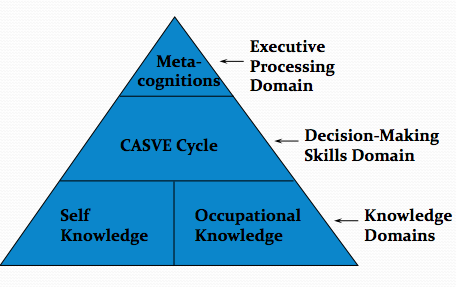 Meta-
cognitions
Executive
Processing
Domain
CASVE Cycle
Decision-Making
Skills Domain
Self
Knowledge
Occupational
Knowledge
Knowledge
Domains